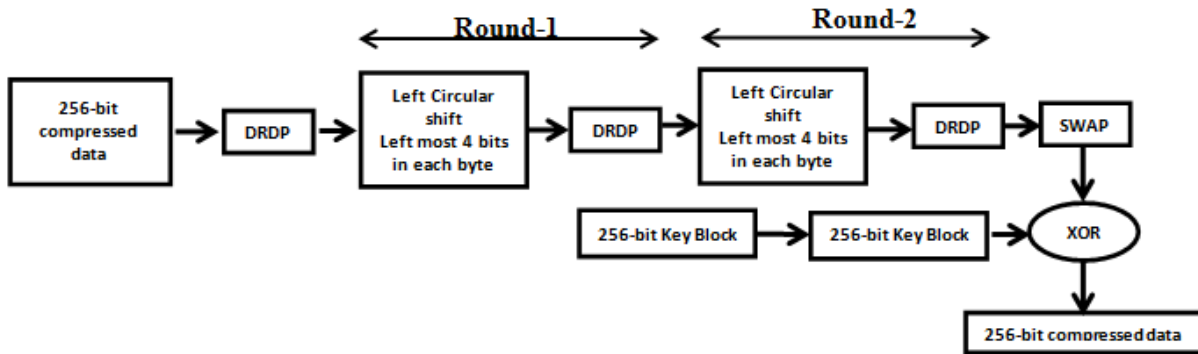 Round-1
Round-2
256-bit
compressed
data
DRDP
Left Circular
shift
Left most 4 bits
in each byte
DRDP
Left Circular
shift
Left most 4 bits
in each byte
DRDP
SWAP
256-bit Key Block
256-bit Key Block
XOR
256-bit compressed data